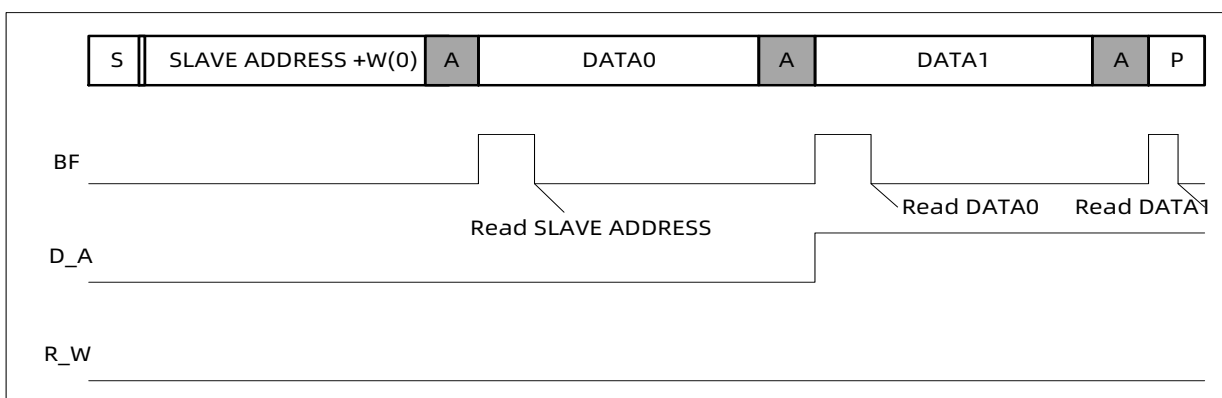 S SLAVE ADDRESS +W(0) A DATA0 A DATA1 A P
BF
Read SLAVE ADDRESS
Read DATA0 Read DATA1
D_A
R_W